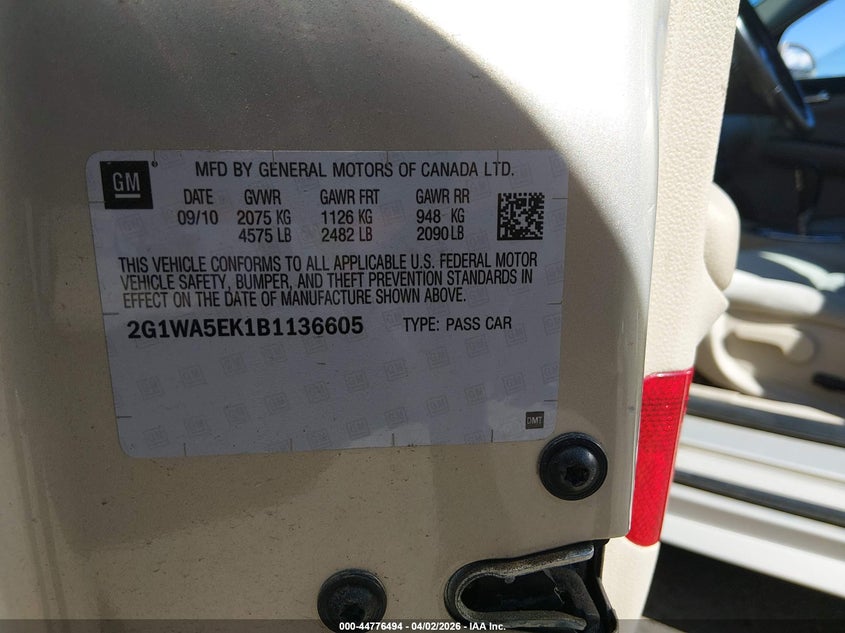 GM
MFD BY GENERAL MOTORS OF CANADA LTD.
DATE GVWR GAWR FRT GAWR RR
09/10 2075 KG 1126 KG 948 KG
4575 LB 2482 LB 2090 LB
THIS VEHICLE CONFORMS TO ALL APPLICABLE U.S. FEDERAL MOTOR
VEHICLE SAFETY, BUMPER, AND THEFT PREVENTION STANDARDS IN
EFFECT ON THE DATE OF MANUFACTURE SHOWN ABOVE.
2G1WA5EK1B1136605 TYPE: PASS CAR
DMT
000-44776494 - 04/02/2026 - IAA Inc.